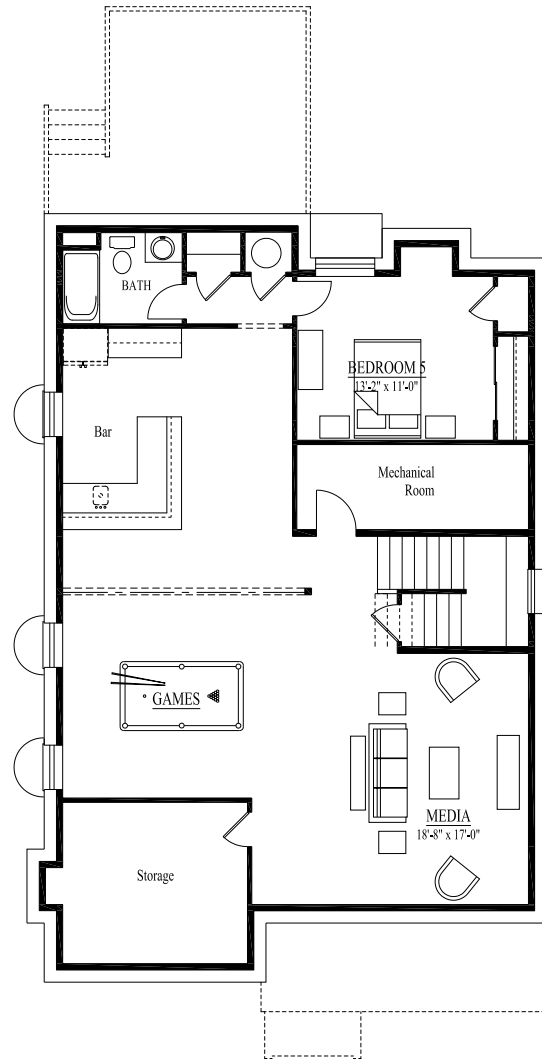 BATH
BEDROOM 5
13'-2" x 11'-0"
Bar
Mechanical
Room
GAMES
MEDIA
18'-8" x 17'-0"
Storage